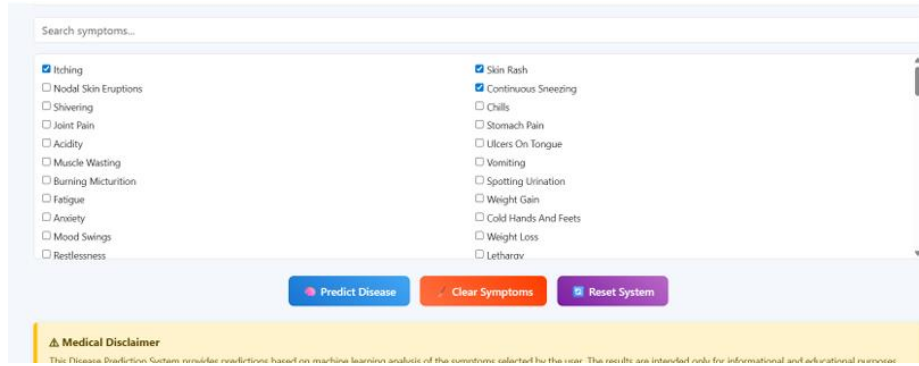 Search symptoms...
Itching
Skin Rash
Nodal Skin Eruptions
Continuous Sneezing
Shivering
Chills
Joint Pain
Stomach Pain
Acidity
Ulcers On Tongue
Muscle Wasting
Vomiting
Burning Micturition
Spotting Urination
Fatigue
Weight Gain
Anxiety
Cold Hands And Feets
Mood Swings
Weight Loss
Restlessness
Lethargy
Predict Disease
Clear Symptoms
Reset System
⚠ Medical Disclaimer
This Disease Prediction System provides predictions based on machine learning analysis of the symptoms selected by the user. The results are intended only for informational and educational purposes.